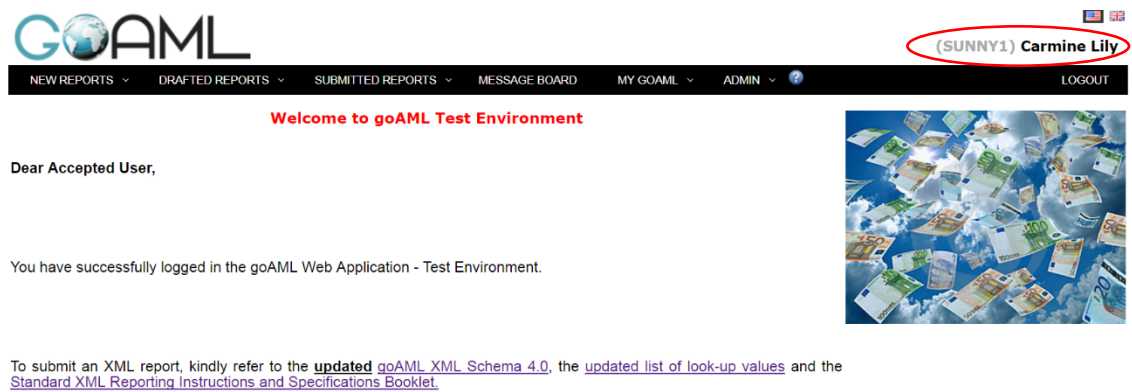 GOAML
(SUNNY1) Carmine Lily
NEW REPORTS DRAFTED REPORTS SUBMITTED REPORTS MESSAGE BOARD MY GOAML ADMIN ? LOGOUT
Welcome to goAML Test Environment
Dear Accepted User,
You have successfully logged in the goAML Web Application - Test Environment.
To submit an XML report, kindly refer to the updated goAML XML Schema 4.0, the updated list of look-up values and the
Standard XML Reporting Instructions and Specifications Booklet.